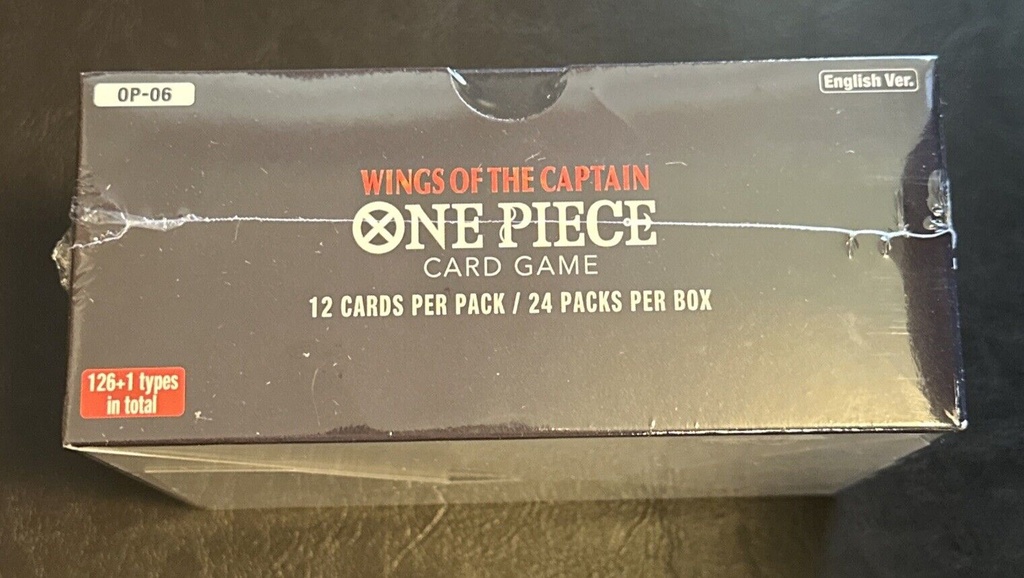 OP-06
English Ver.
WINGS OF THE CAPTAIN
ONE PIECE
CARD GAME
12 CARDS PER PACK / 24 PACKS PER BOX
126+1 types
in total